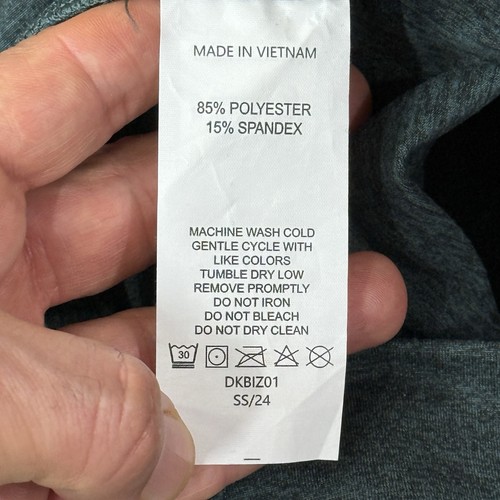 MADE IN VIETNAM
85% POLYESTER
15% SPANDEX
MACHINE WASH COLD
GENTLE CYCLE WITH
LIKE COLORS
TUMBLE DRY LOW
REMOVE PROMPTLY
DO NOT IRON
DO NOT BLEACH
DO NOT DRY CLEAN
30
DKBIZ01
SS/24